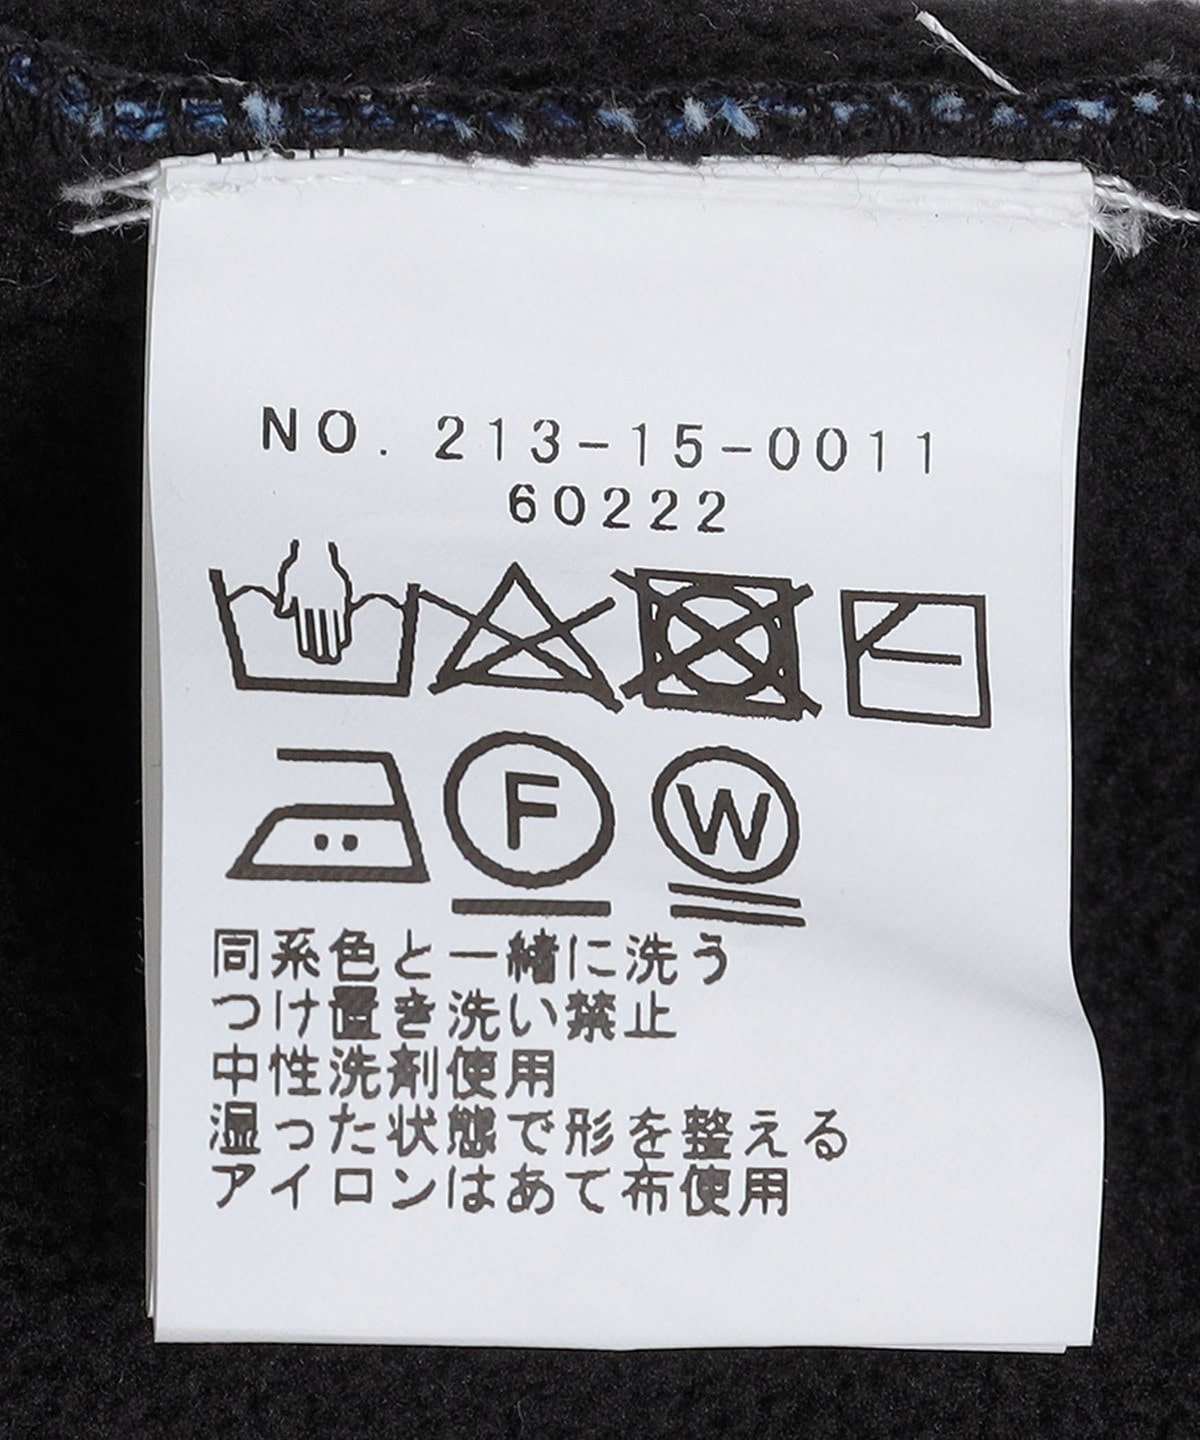 NO. 213-15-0011
60222
F W
同系色と一緒に洗う
つけ置き洗い禁止
中性洗剤使用
湿った状態で形を整える
アイロンはあて布使用